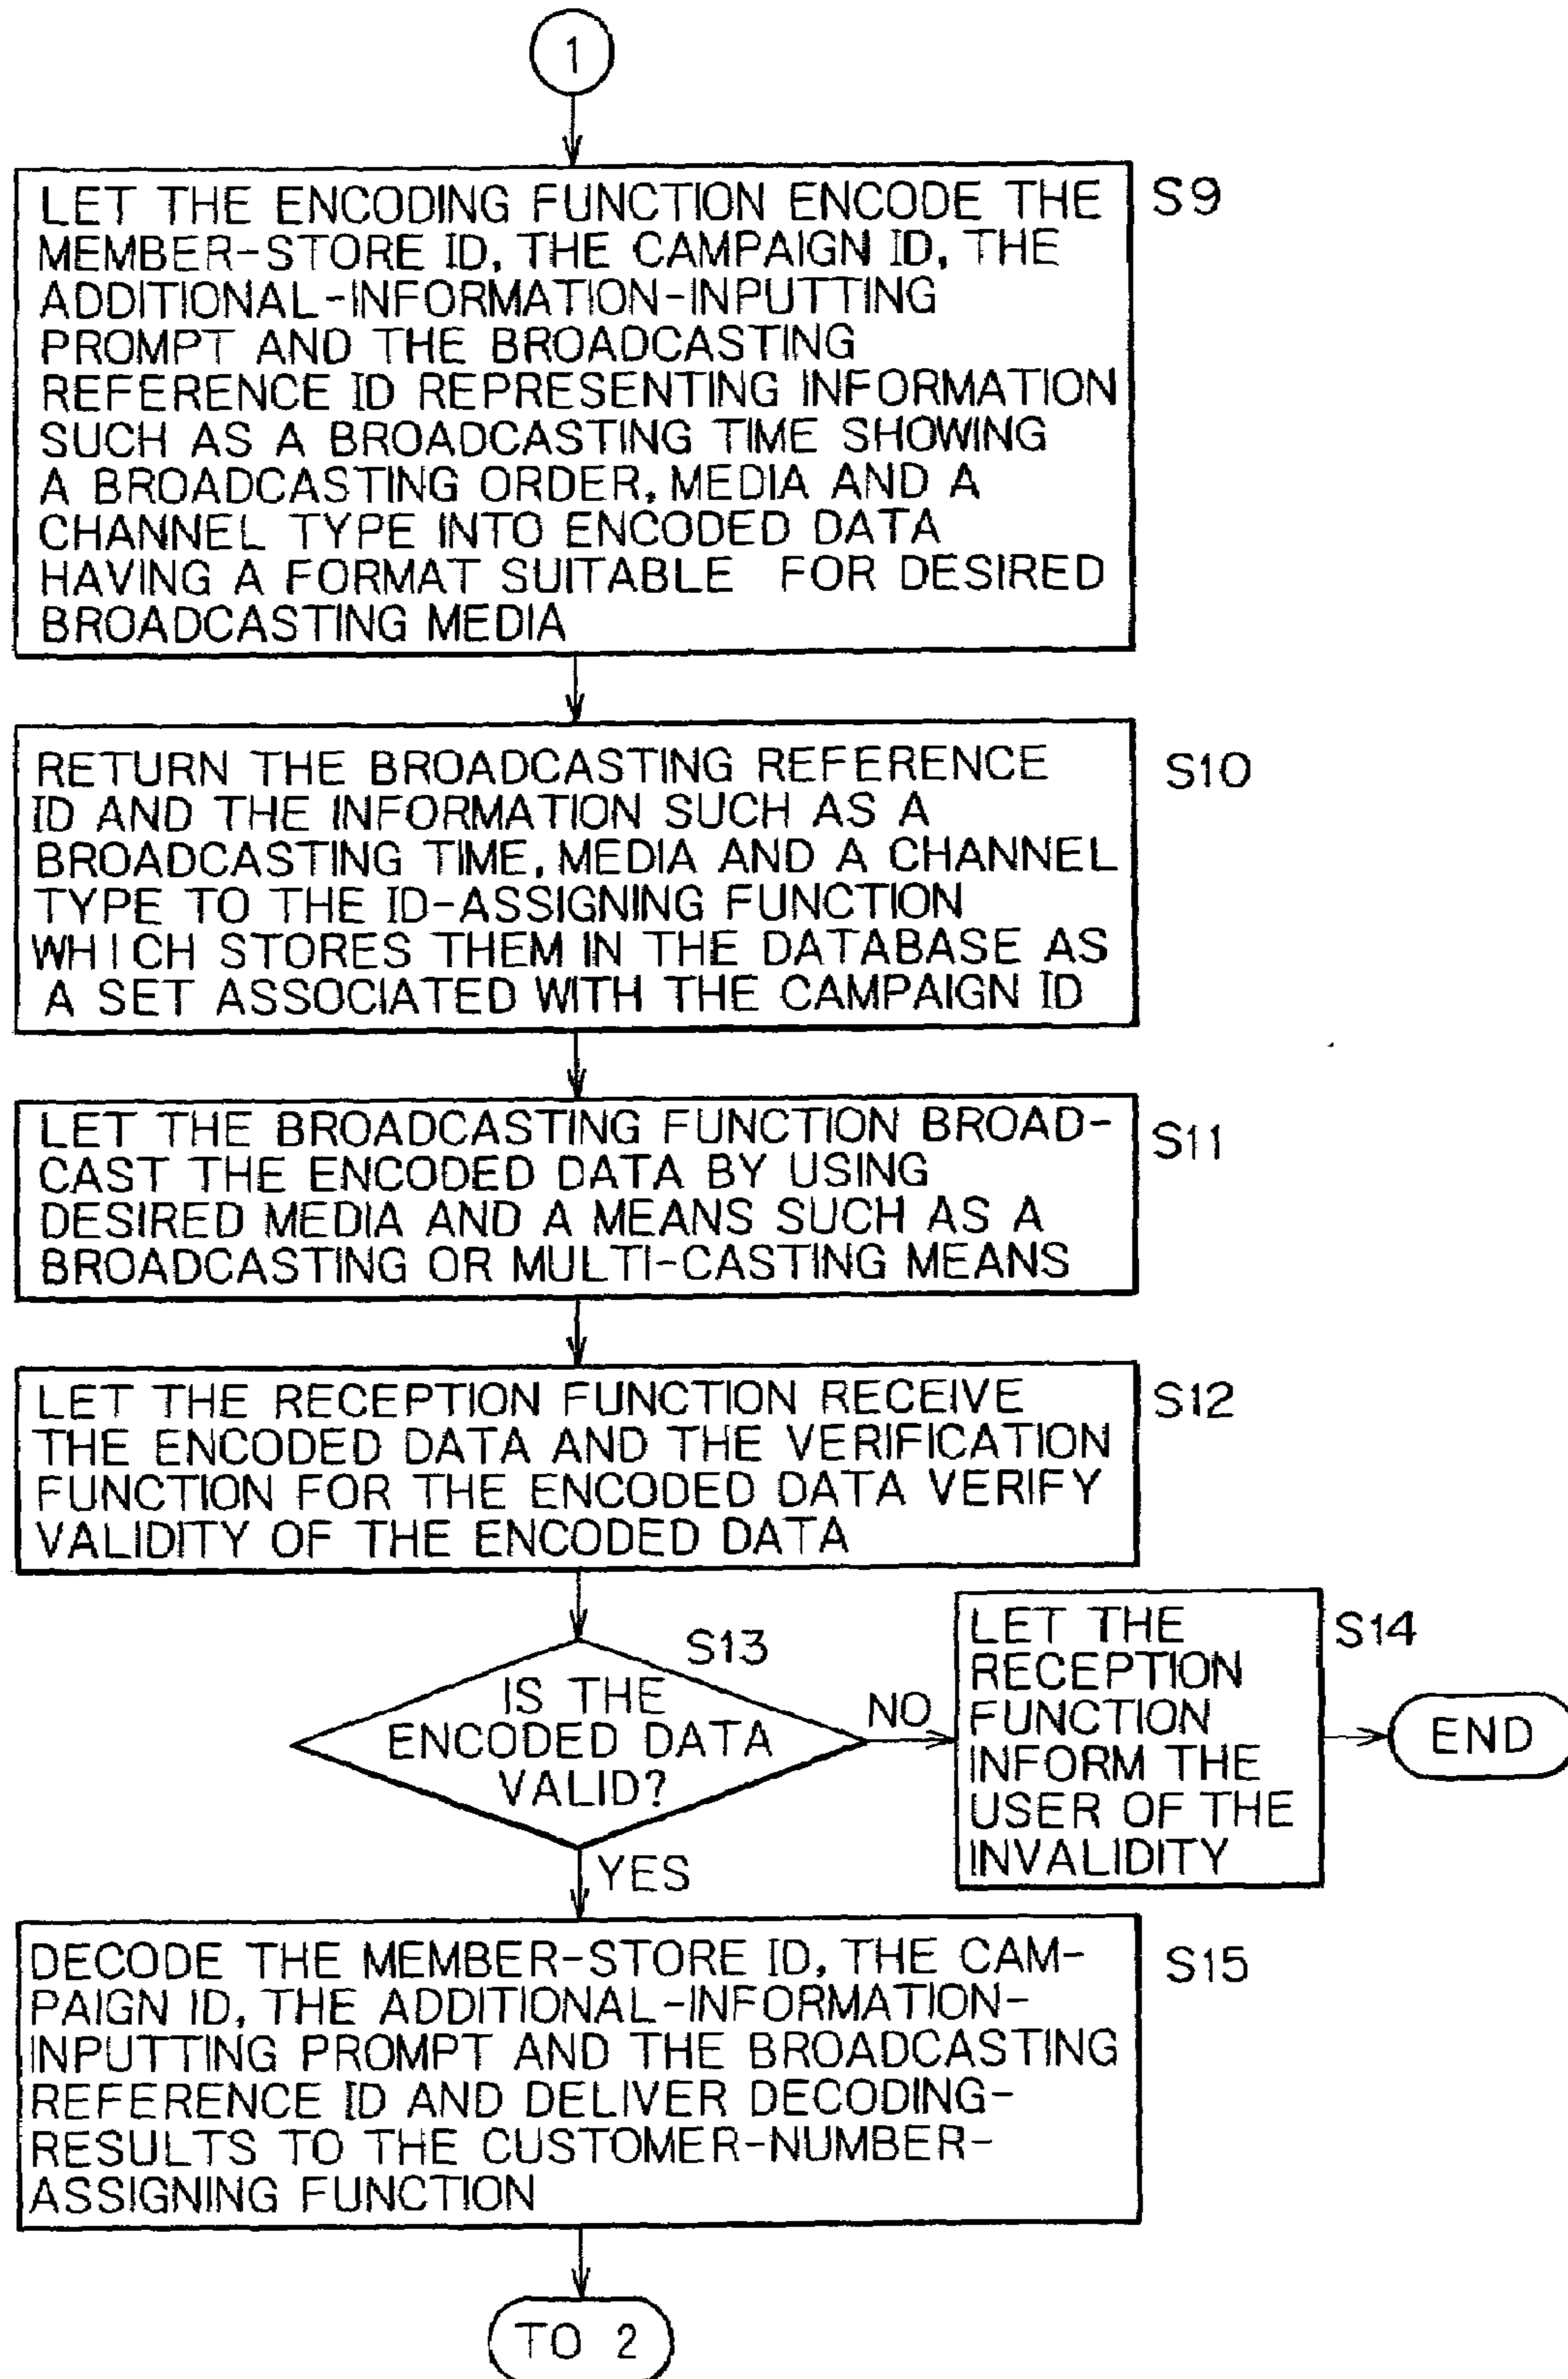 1
LET THE ENCODING FUNCTION ENCODE THE
MEMBER-STORE ID, THE CAMPAIGN ID, THE
ADDITIONAL-INFORMATION-INPUTTING
PROMPT AND THE BROADCASTING
REFERENCE ID REPRESENTING INFORMATION
SUCH AS A BROADCASTING TIME SHOWING
A BROADCASTING ORDER, MEDIA AND A
CHANNEL TYPE INTO ENCODED DATA
HAVING A FORMAT SUITABLE FOR DESIRED
BROADCASTING MEDIA
S9
RETURN THE BROADCASTING REFERENCE
ID AND THE INFORMATION SUCH AS A
BROADCASTING TIME, MEDIA AND A CHANNEL
TYPE TO THE ID-ASSIGNING FUNCTION
WHICH STORES THEM IN THE DATABASE AS
A SET ASSOCIATED WITH THE CAMPAIGN ID
S10
LET THE BROADCASTING FUNCTION BROAD-
CAST THE ENCODED DATA BY USING
DESIRED MEDIA AND A MEANS SUCH AS A
BROADCASTING OR MULTI-CASTING MEANS
S11
LET THE RECEPTION FUNCTION RECEIVE
THE ENCODED DATA AND THE VERIFICATION
FUNCTION FOR THE ENCODED DATA VERIFY
VALIDITY OF THE ENCODED DATA
S12
S13
IS THE
ENCODED DATA
VALID?
NO
LET THE
RECEPTION
FUNCTION
INFORM THE
USER OF THE
INVALIDITY
S14
END
YES
DECODE THE MEMBER-STORE ID, THE CAM-
PAIGN ID, THE ADDITIONAL-INFORMATION-
INPUTTING PROMPT AND THE BROADCASTING
REFERENCE ID AND DELIVER DECODING-
RESULTS TO THE CUSTOMER-NUMBER-
ASSIGNING FUNCTION
S15
TO 2